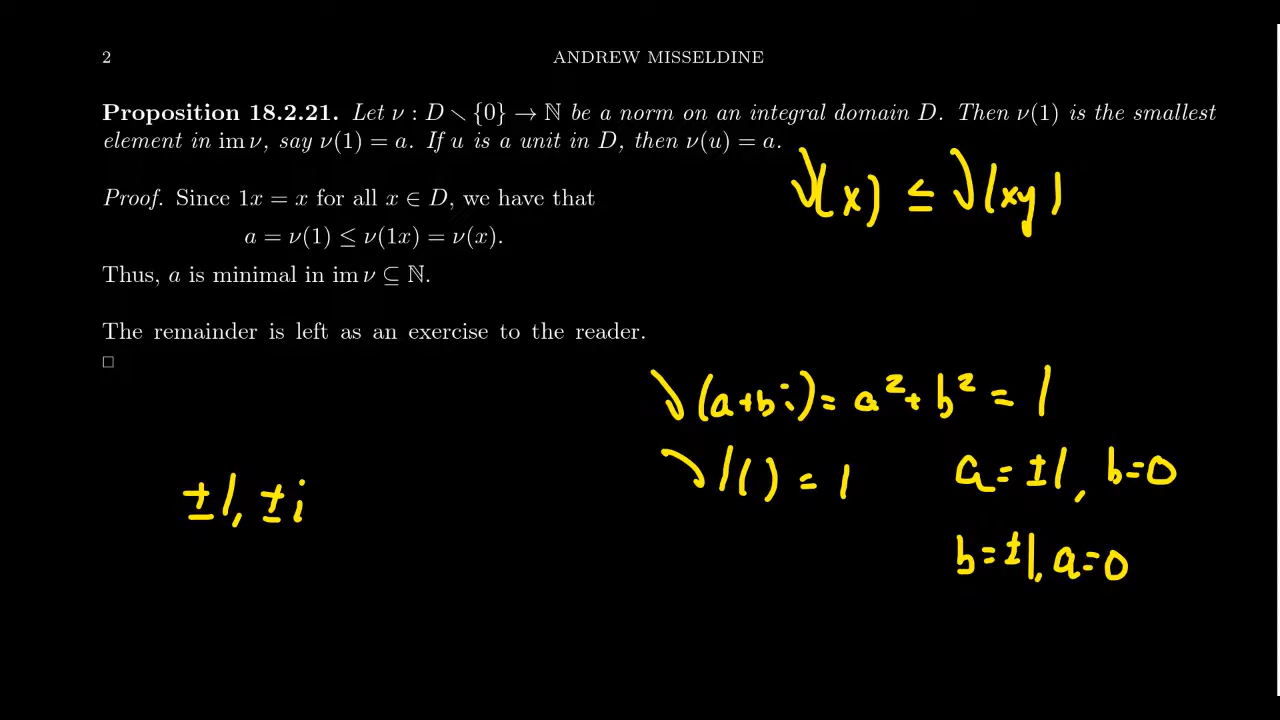 2 ANDREW MISSELDINE
Proposition 18.2.21. Let ν : D ∖ {0} → ℕ be a norm on an integral domain D. Then ν(1) is the smallest
element in im ν, say ν(1) = a. If u is a unit in D, then ν(u) = a.
ν(x) ≤ ν(xy)
Proof. Since 1x = x for all x ∈ D, we have that
a = ν(1) ≤ ν(1x) = ν(x).
Thus, a is minimal in im ν ⊆ ℕ.
The remainder is left as an exercise to the reader.
□
ν(a+bi) = a² + b² = 1
ν(1) = 1
a = ±1, b=0
±1, ±i
b=±1, a=0